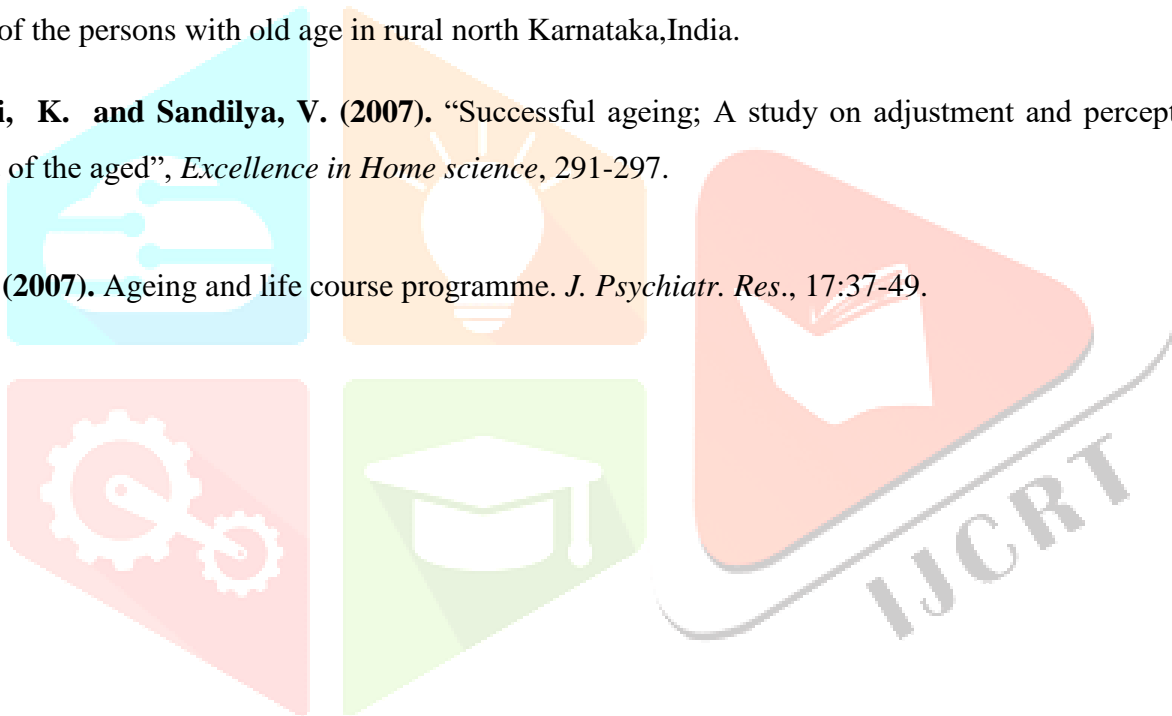 of the persons with old age in rural north Karnataka,India.
i, K. and Sandilya, V. (2007). “Successful ageing; A study on adjustment and percept
of the aged”, Excellence in Home science, 291-297.
(2007). Ageing and life course programme. J. Psychiatr. Res., 17:37-49.
IJCRT